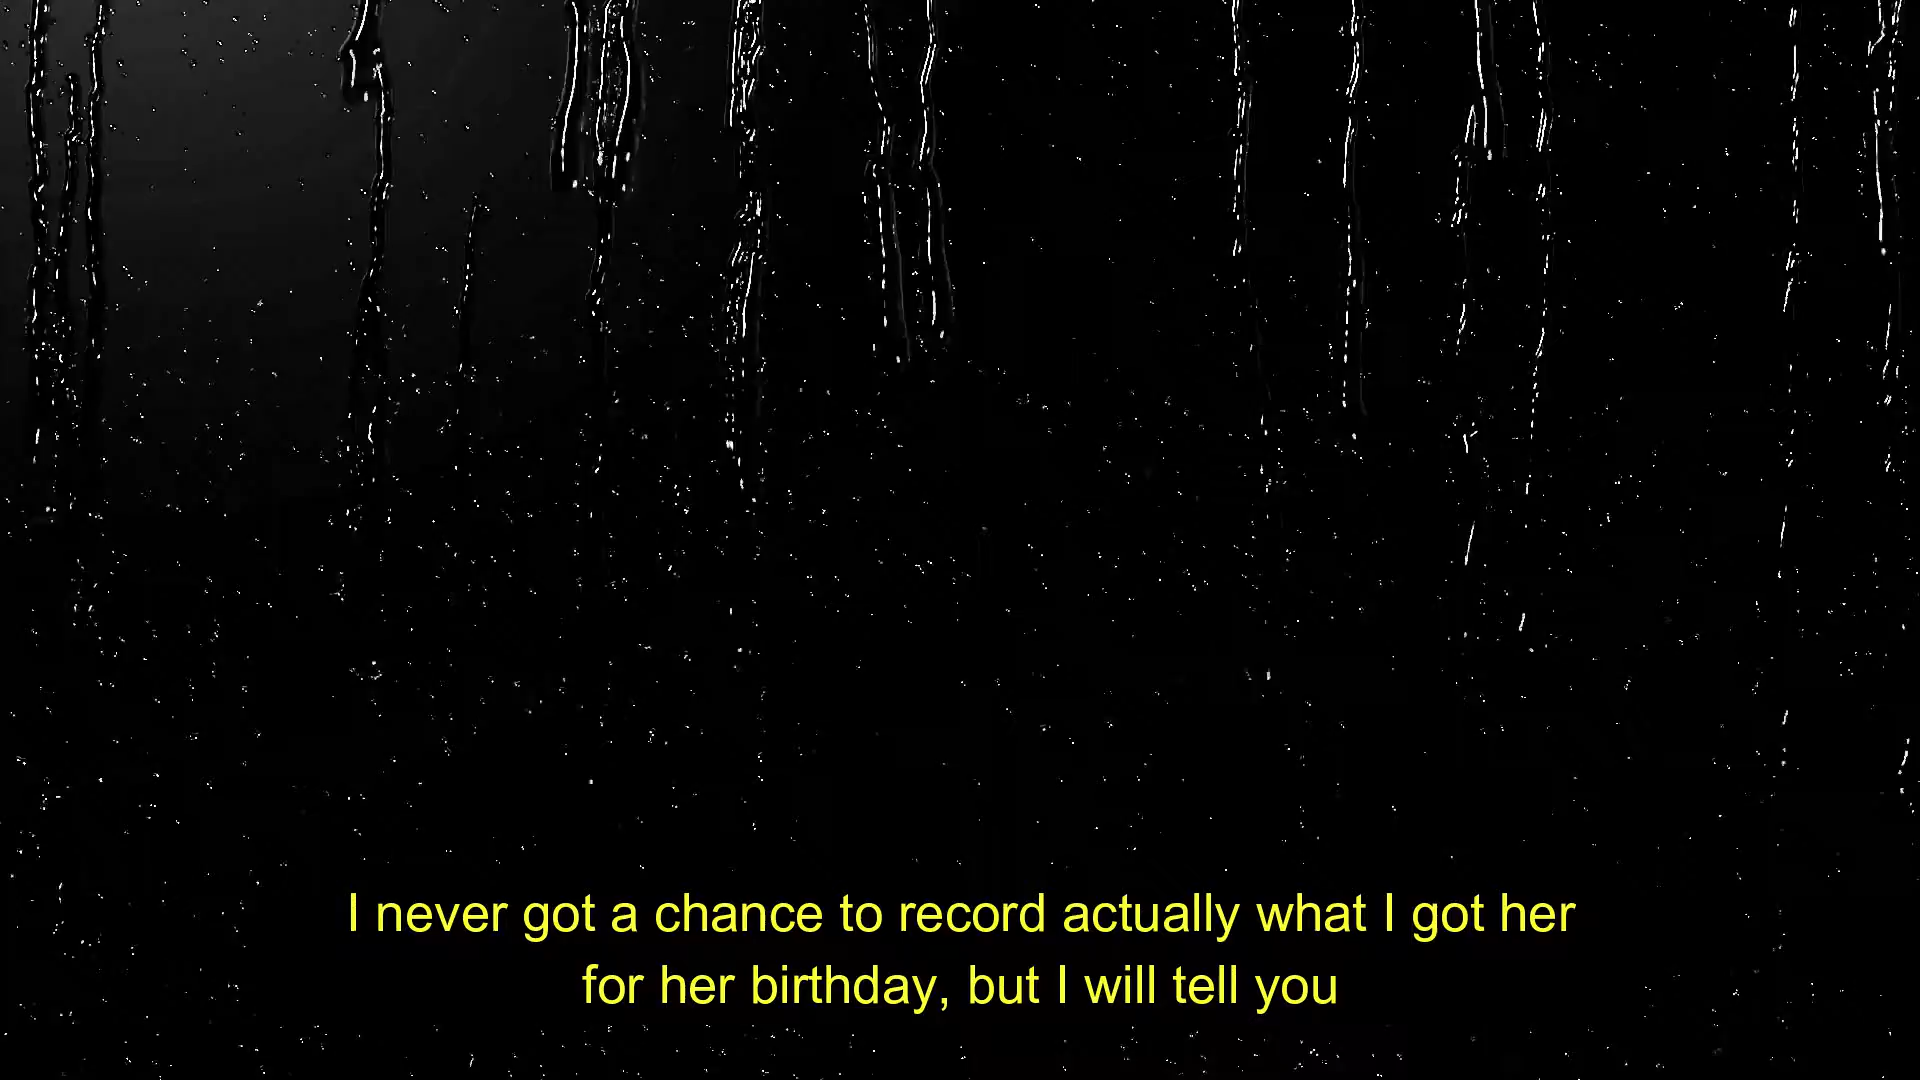 I never got a chance to record actually what I got her
for her birthday, but I will tell you